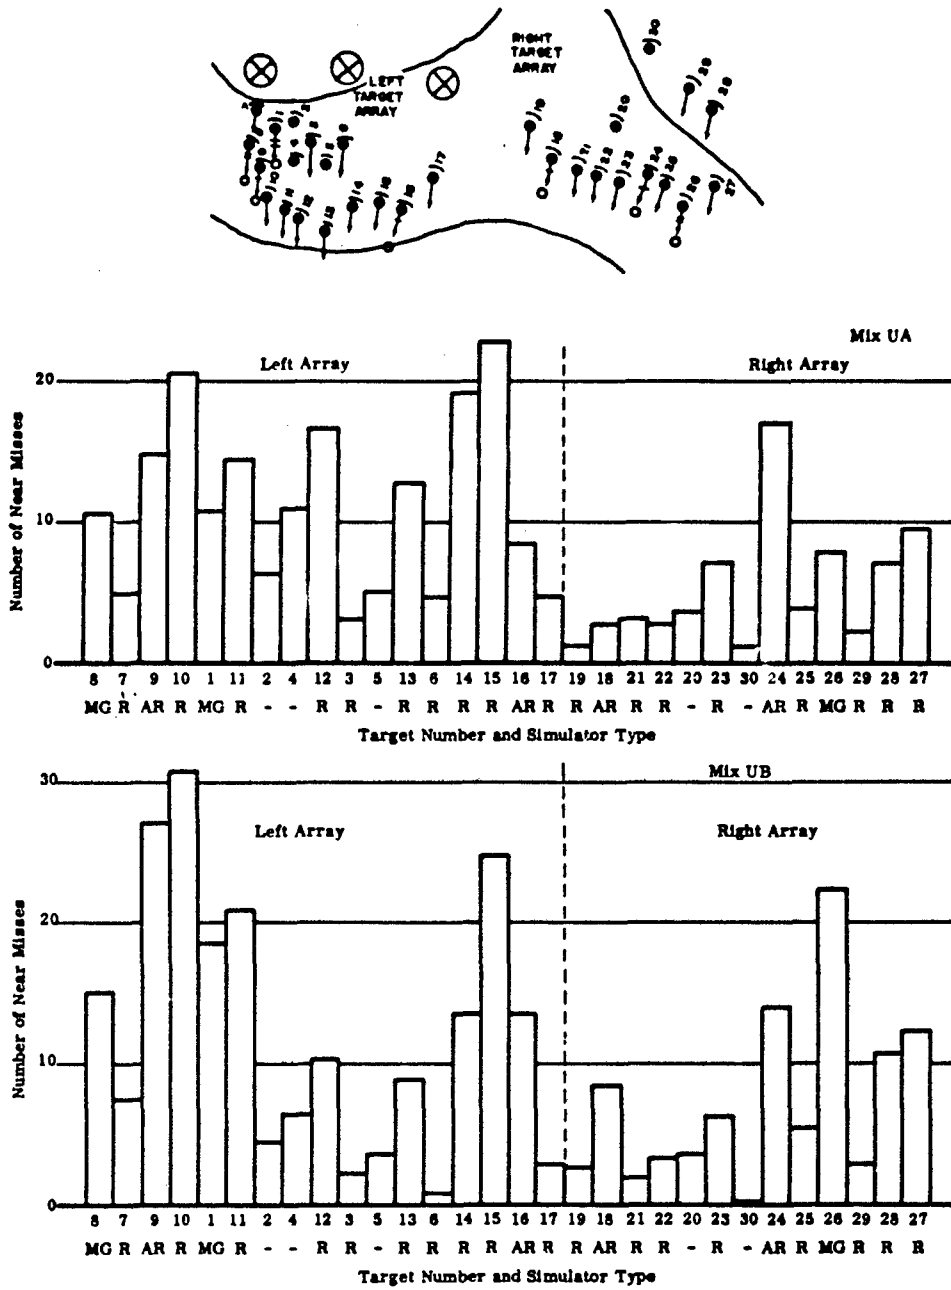 RIGHT
TARGET
ARRAY
LEFT
TARGET
ARRAY
Mix UA
Left Array
Right Array
Number of Near Misses
20
10
0
8 7 9 10 1 11 2 4 12 3 5 13 6 14 15 16 17 19 18 21 22 20 23 30 24 25 26 29 28 27
MG R AR R MG R - - R R - R R R R AR R R AR R R - R - AR R MG R R R
Target Number and Simulator Type
Mix UB
Left Array
Right Array
Number of Near Misses
30
20
10
0
8 7 9 10 1 11 2 4 12 3 5 13 6 14 15 16 17 19 18 21 22 20 23 30 24 25 26 29 28 27
MG R AR R MG R - - R R - R R R R AR R R AR R R - R - AR R MG R R R
Target Number and Simulator Type